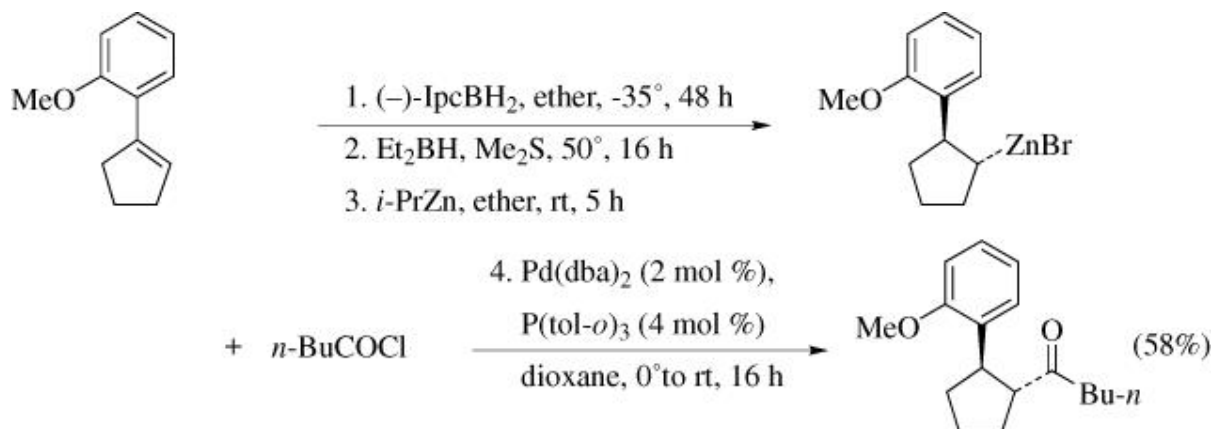 MeO
1. (–)-IpcBH2, ether, -35°, 48 h
2. Et2BH, Me2S, 50°, 16 h
3. i-PrZn, ether, rt, 5 h
MeO
ZnBr
+ n-BuCOCl
4. Pd(dba)2 (2 mol %),
P(tol-o)3 (4 mol %)
dioxane, 0°to rt, 16 h
MeO
O
Bu-n
(58%)